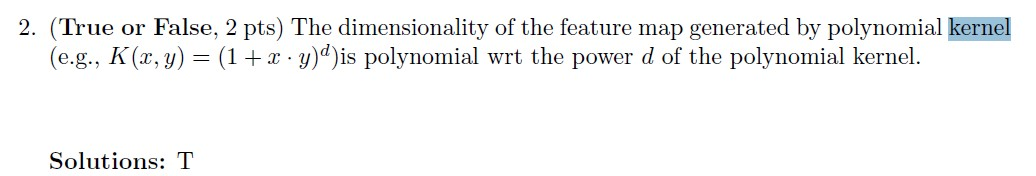 2. (True or False, 2 pts) The dimensionality of the feature map generated by polynomial kernel
(e.g., K(x, y) = (1 + x · y)^d)is polynomial wrt the power d of the polynomial kernel.
Solutions: T